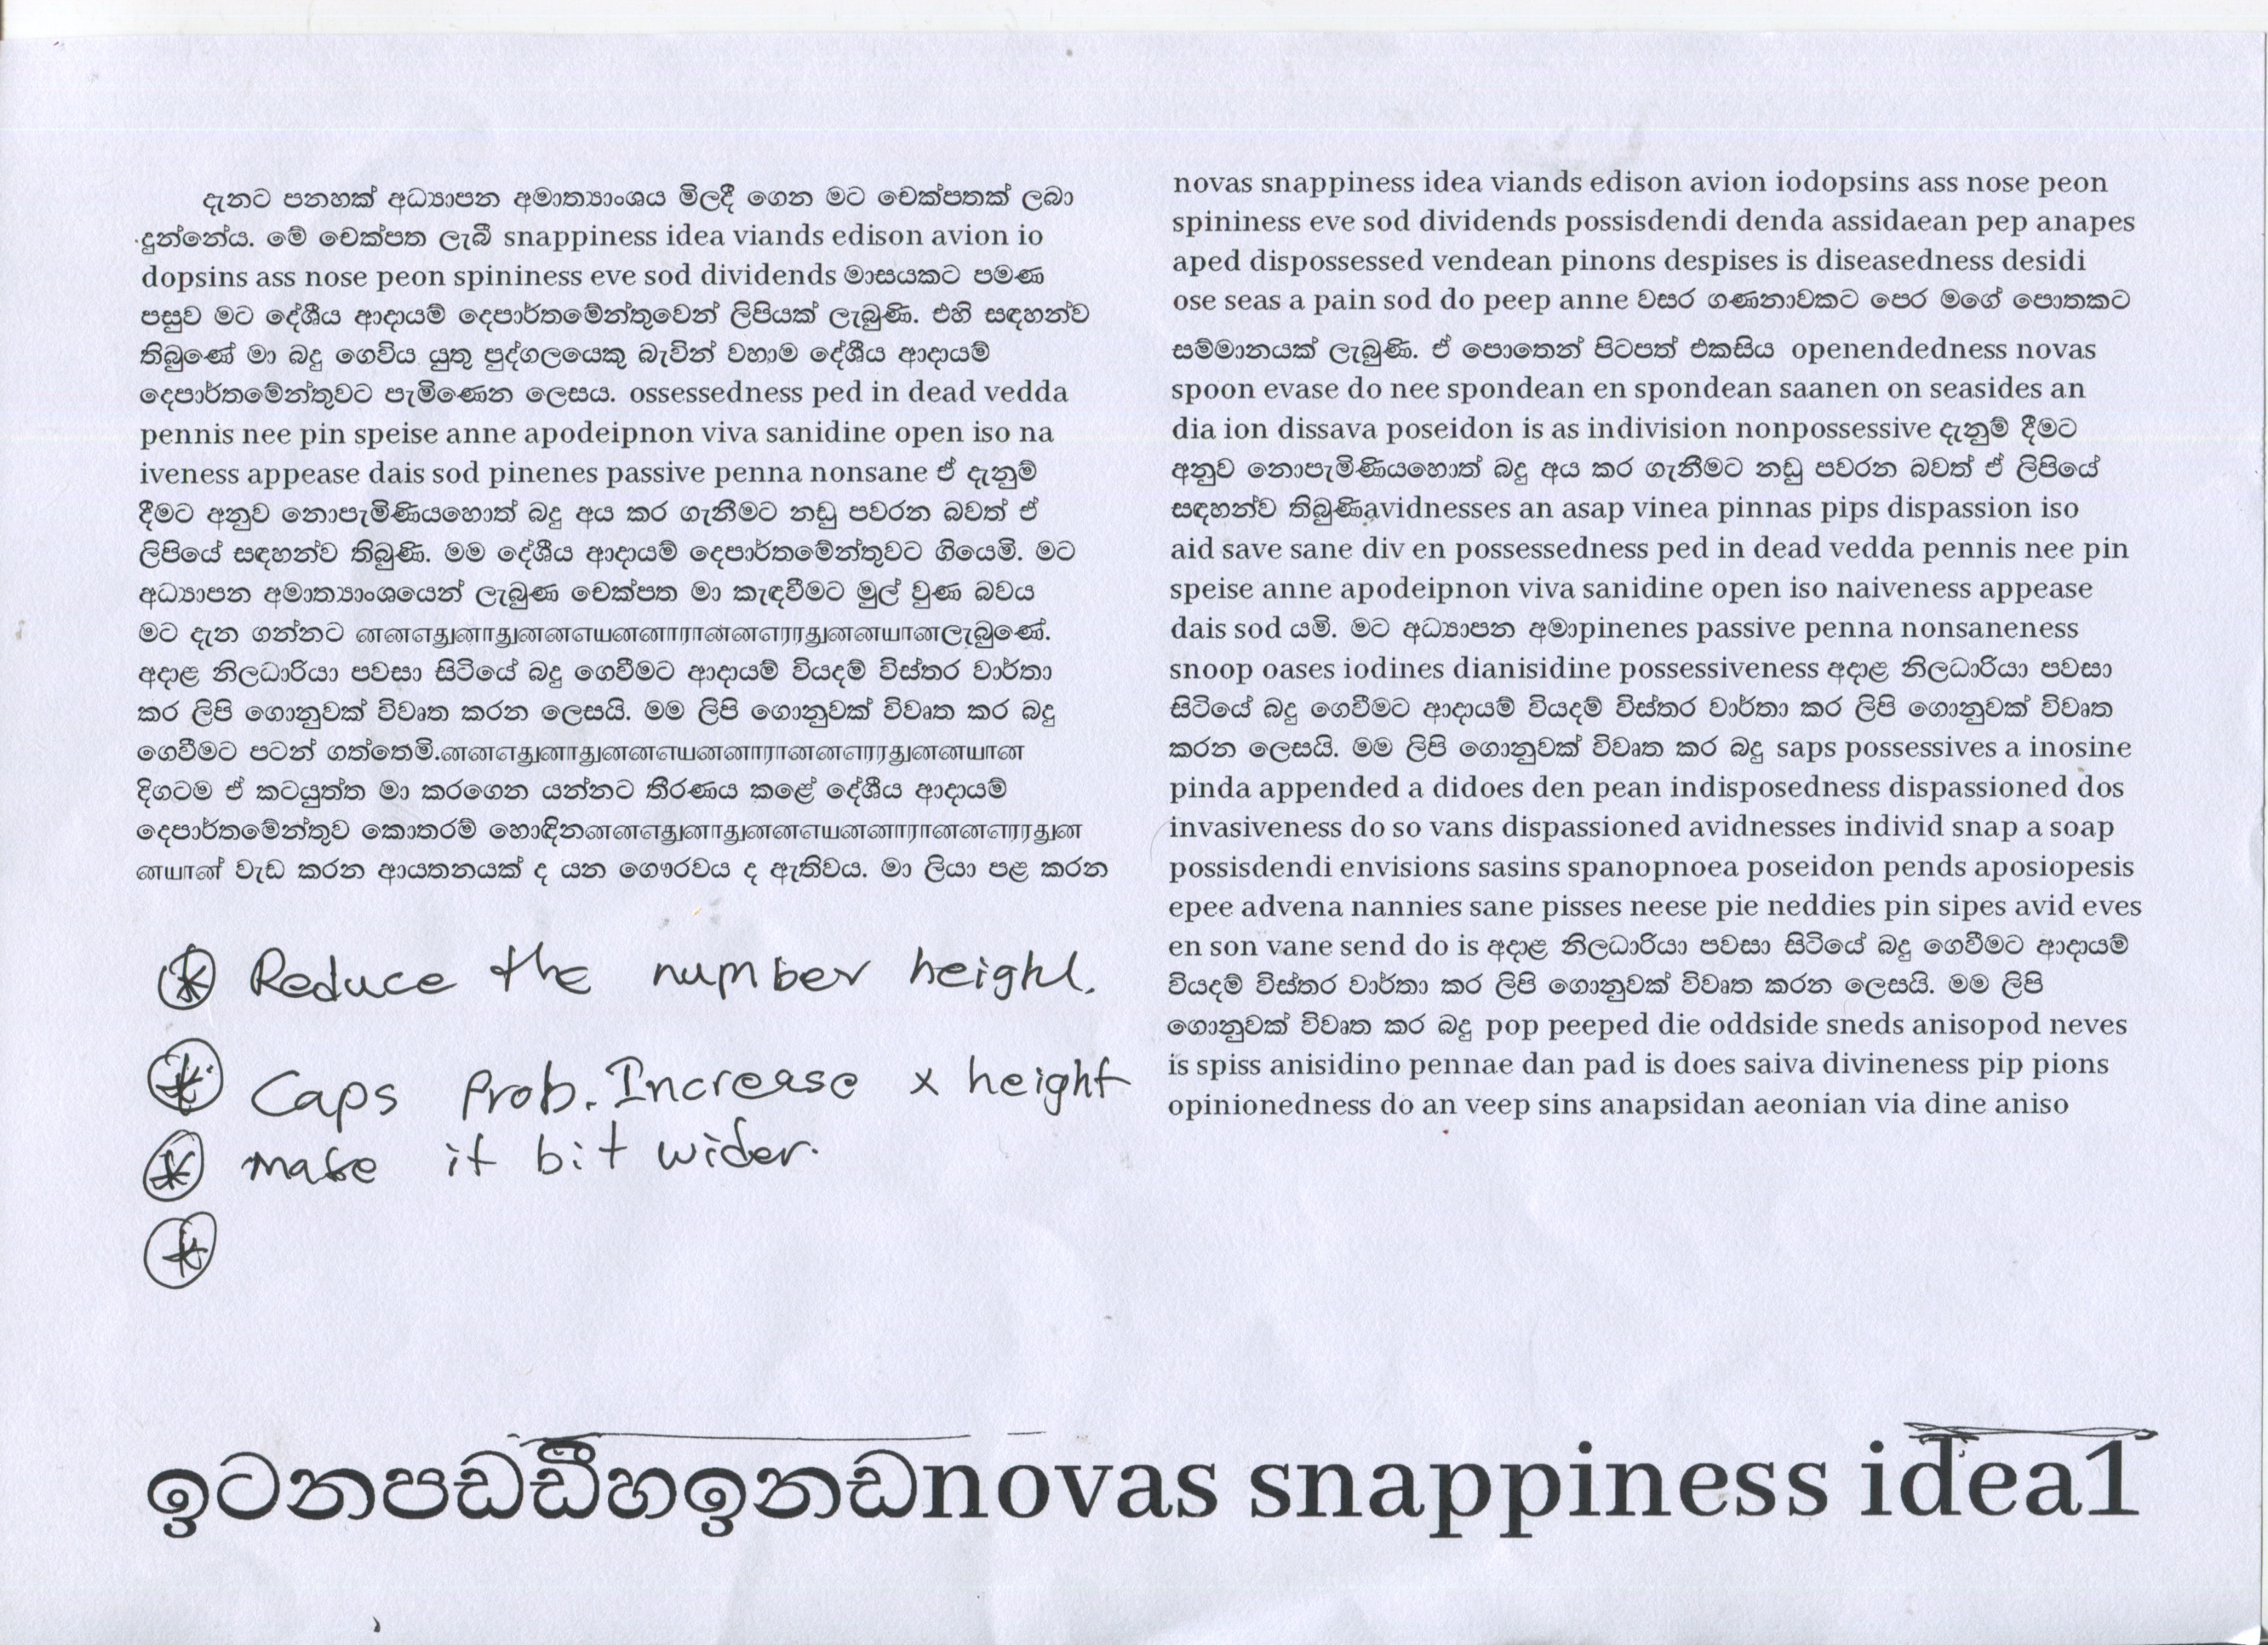 දැනට පනහක් අධ්‍යාපන අමාත්‍යාංශය මිලදී ගෙන මට චෙක්පතක් ලබා
දුන්නේය. මේ චෙක්පත ලැබී snappiness idea viands edison avion io
dopsins ass nose peon spininess eve sod dividends මාසයකට පමණ
පසුව මට දේශීය ආදායම් දෙපාර්තමේන්තුවෙන් ලිපියක් ලැබුණි. එහි සඳහන්ව
තිබුණේ මා බදු ගෙවිය යුතු පුද්ගලයෙකු බැවින් වහාම දේශීය ආදායම්
දෙපාර්තමේන්තුවට පැමිණෙන ලෙසය. ossessedness ped in dead vedda
pennis nee pin speise anne apodeipnon viva sanidine open iso na
iveness appease dais sod pinenes passive penna nonsane ඒ දැනුම්
දීමට අනුව නොපැමිණියහොත් බදු අය කර ගැනීමට නඩු පවරන බවත් ඒ
ලිපියේ සඳහන්ව තිබුණි. මම දේශීය ආදායම් දෙපාර්තමේන්තුවට ගියෙමි. මට
අධ්‍යාපන අමාත්‍යාංශයෙන් ලැබුණ චෙක්පත මා කැඳවීමට මුල් වුණ බවය
මට දැන ගන්නට னனஎதுனாதுனனஎயனனாரான்னஎரரதுனனயானලැබුණේ.
අදාළ නිලධාරියා පවසා සිටියේ බදු ගෙවීමට ආදායම් වියදම් විස්තර වාර්තා
කර ලිපි ගොනුවක් විවෘත කරන ලෙසයි. මම ලිපි ගොනුවක් විවෘත කර බදු
ගෙවීමට පටන් ගත්තෙමි.னனஎதுனாதுனனஎயனனாரானனஎரரதுனனயான
දිගටම ඒ කටයුත්ත මා කරගෙන යන්නට තීරණය කළේ දේශීය ආදායම්
දෙපාර්තමේන්තුව කොතරම් හොඳිනனனஎதுனாதுனனஎயனனாரானனஎரரதுன
னயான் වැඩ කරන ආයතනයක් ද යන ගෞරවය ද ඇතිවය. මා ලියා පළ කරන
Reduce the number height.
Caps Prob. Increase x height
make it bit wider.
novas snappiness idea viands edison avion iodopsins ass nose peon
spininess eve sod dividends possisdendi denda assidaean pep anapes
aped dispossessed vendean pinons despises is diseasedness desidi
ose seas a pain sod do peep anne වසර ගණනාවකට පෙර මගේ පොතකට
සම්මානයක් ලැබුණි. ඒ පොතෙන් පිටපත් එකසිය openendedness novas
spoon evase do nee spondean en spondean saanen on seasides an
dia ion dissava poseidon is as indivision nonpossessive දැනුම් දීමට
අනුව නොපැමිණියහොත් බදු අය කර ගැනීමට නඩු පවරන බවත් ඒ ලිපියේ
සඳහන්ව තිබුණිavidnesses an asap vinea pinnas pips dispassion iso
aid save sane div en possessedness ped in dead vedda pennis nee pin
speise anne apodeipnon viva sanidine open iso naiveness appease
dais sod යමි. මට අධ්‍යාපන අමාpinenes passive penna nonsaneness
snoop oases iodines dianisidine possessiveness අදාළ නිලධාරියා පවසා
සිටියේ බදු ගෙවීමට ආදායම් වියදම් විස්තර වාර්තා කර ලිපි ගොනුවක් විවෘත
කරන ලෙසයි. මම ලිපි ගොනුවක් විවෘත කර බදු saps possessives a inosine
pinda appended a didoes den pean indisposedness dispassioned dos
invasiveness do so vans dispassioned avidnesses individ snap a soap
possisdendi envisions sasins spanopnoea poseidon pends aposiopesis
epee advena nannies sane pisses neese pie neddies pin sipes avid eves
en son vane send do is අදාළ නිලධාරියා පවසා සිටියේ බදු ගෙවීමට ආදායම්
වියදම් විස්තර වාර්තා කර ලිපි ගොනුවක් විවෘත කරන ලෙසයි. මම ලිපි
ගොනුවක් විවෘත කර බදු pop peeped die oddside sneds anisopod neves
is spiss anisidino pennae dan pad is does saiva divineness pip pions
opinionedness do an veep sins anapsidan aeonian via dine aniso
ඉටනපඩඩීහඉනඩnovas snappiness idea1